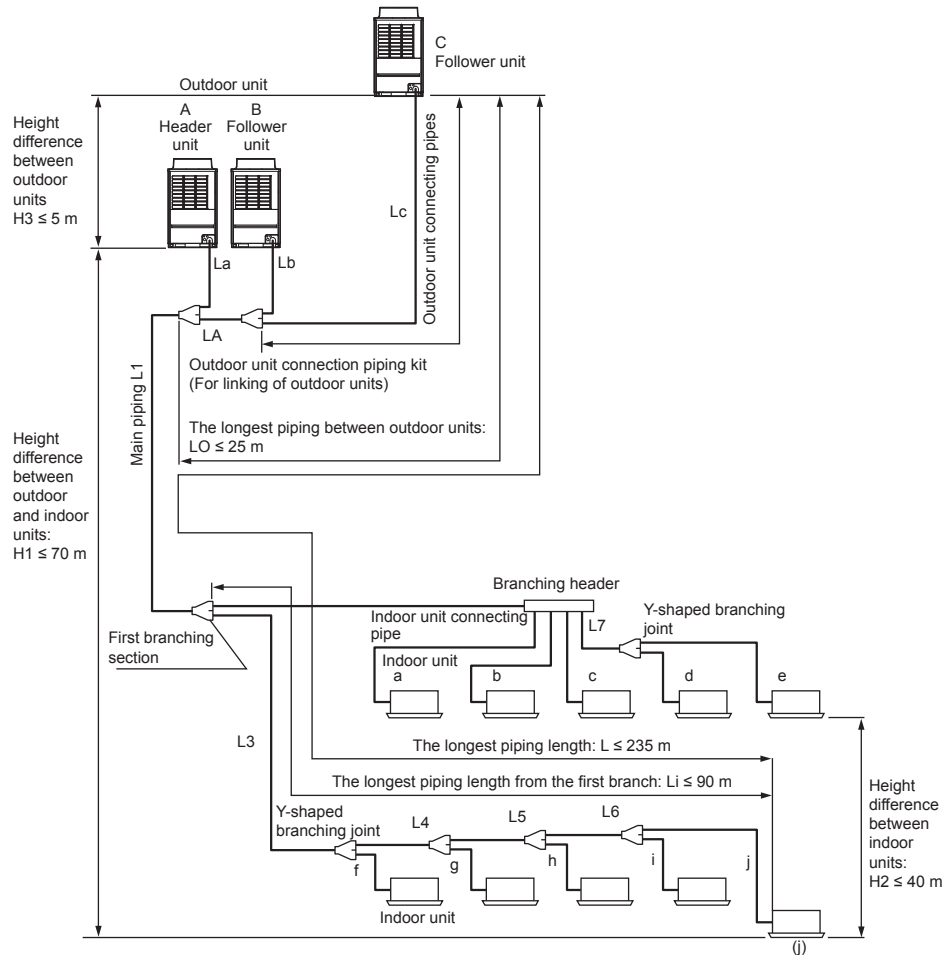 C
Follower unit
Outdoor unit
A
Header
unit
B
Follower
unit
Height
difference
between
outdoor
units
H3 ≤ 5 m
La
Lb
Lc
Outdoor unit connecting pipes
LA
Outdoor unit connection piping kit
(For linking of outdoor units)
Main piping L1
The longest piping between outdoor units:
LO ≤ 25 m
Height
difference
between
outdoor
and indoor
units:
H1 ≤ 70 m
Branching header
Indoor unit connecting
pipe
L7
Y-shaped branching
joint
First branching
section
Indoor unit
a
b
c
d
e
L3
The longest piping length: L ≤ 235 m
The longest piping length from the first branch: Li ≤ 90 m
Height
difference
between
indoor
units:
H2 ≤ 40 m
Y-shaped
branching joint
L4
L5
L6
f
g
h
i
j
Indoor unit
(j)